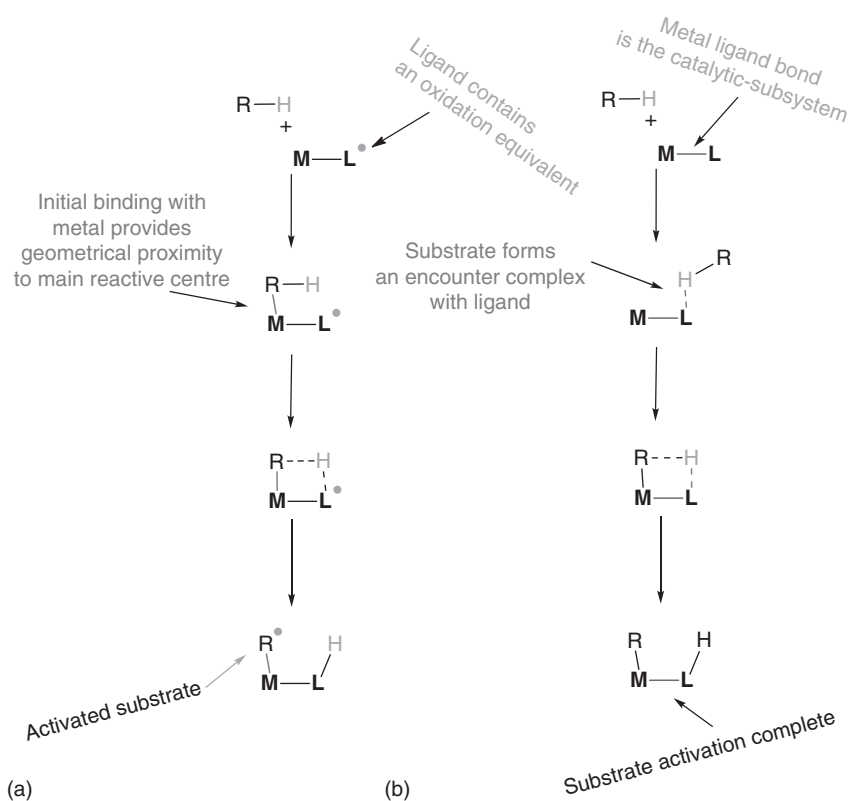 Ligand contains
an oxidation equivalent
R—H
+
M—L•
Initial binding with
metal provides
geometrical proximity
to main reactive centre
R—H
M—L•
R---H
M—L•
R•
H
M—L
Activated substrate
(a)
Metal ligand bond
is the catalytic-subsystem
R—H
+
M—L
Substrate forms
an encounter complex
with ligand
R
H
M—L
R---H
M—L
R
H
M—L
Substrate activation complete
(b)